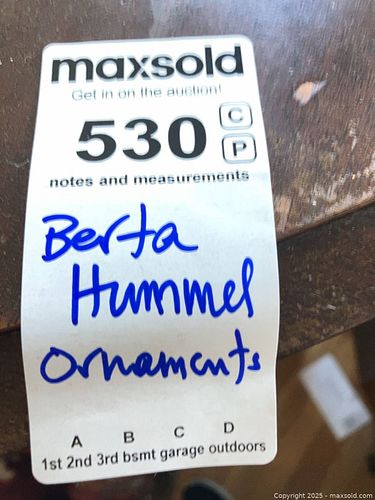 maxsold
Get in on the auction!
530
C
P
notes and measurements
Berta
Hummel
Ornaments
A B C D
1st 2nd 3rd bsmt garage outdoors
Copyright 2025 - maxsold.com